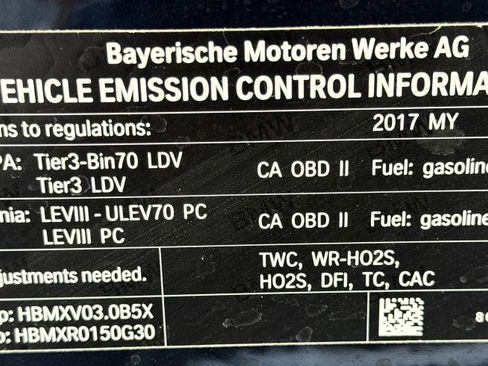 Bayerische Motoren Werke AG
EHICLE EMISSION CONTROL INFORMA
ns to regulations: 2017 MY
PA: Tier3-Bin70 LDV CA OBD II Fuel: gasoline
Tier3 LDV
nia: LEVIII - ULEV70 PC CA OBD II Fuel: gasoline
LEVIII PC
djustments needed. TWC, WR-HO2S,
HO2S, DFI, TC, CAC
p: HBMXV03.0B5X
p: HBMXR0150G30